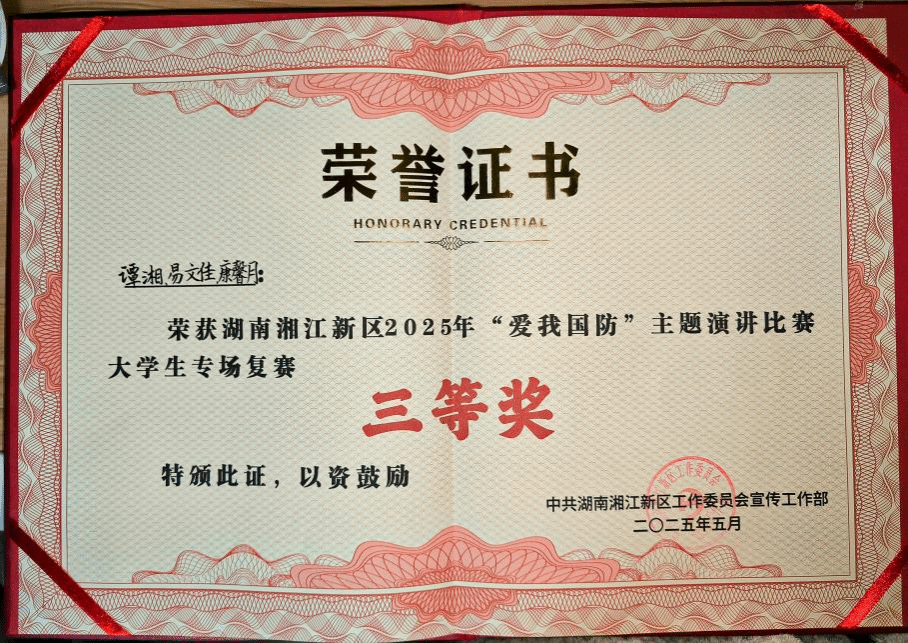 荣誉证书
HONORARY CREDENTIAL
谭湘 易文佳 康馨月:
荣获湖南湘江新区2025年“爱我国防”主题演讲比赛
大学生专场复赛
三等奖
特颁此证，以资鼓励
中共湖南湘江新区工作委员会宣传工作部
二〇二五年五月